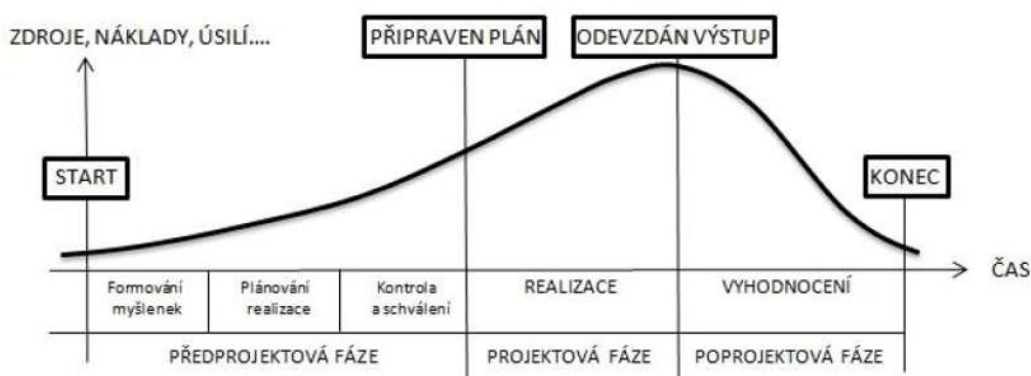 ZDROJE, NÁKLADY, ÚSILÍ....
PŘIPRAVEN PLÁN
ODEVZDÁN VÝSTUP
START
KONEC
ČAS
Formování
myšlenek
Plánování
realizace
Kontrola
a schválení
REALIZACE
VYHODNOCENÍ
PŘEDPROJEKTOVÁ FÁZE
PROJEKTOVÁ FÁZE
POPROJEKTOVÁ FÁZE